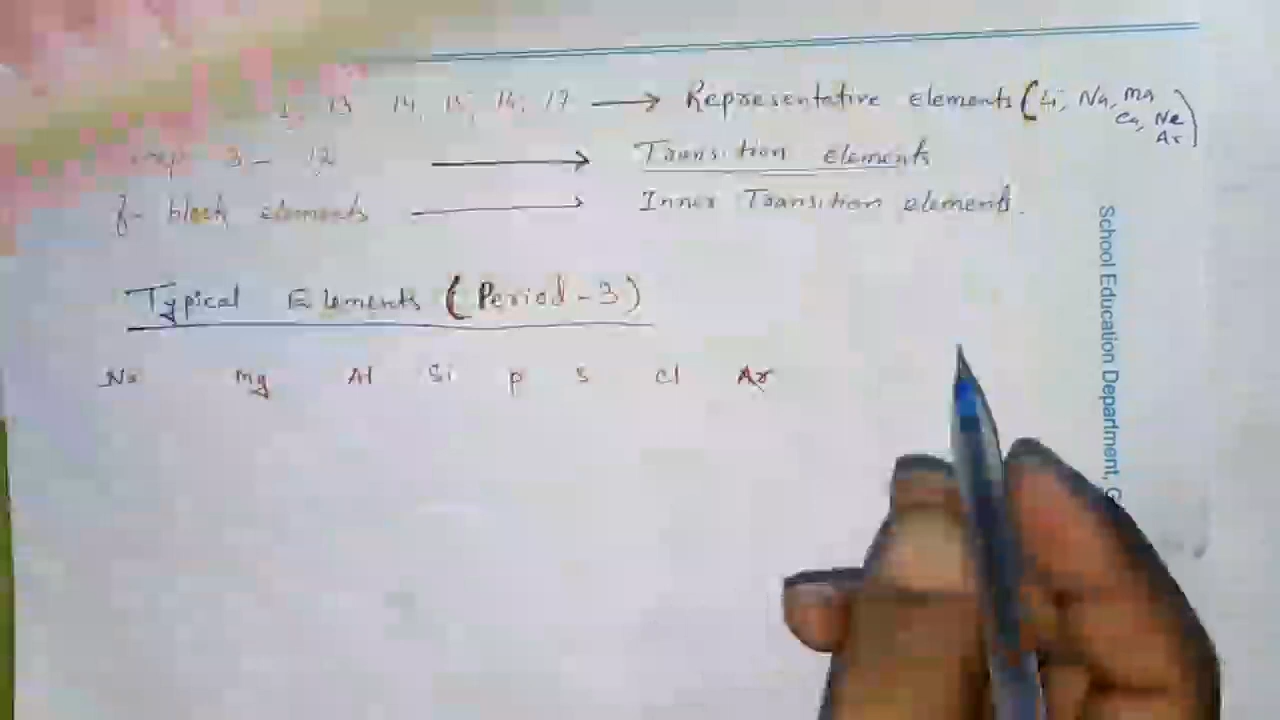 13, 14, 15, 16, 17 → Representative elements (Li, Na, Mg
Ca, Ne
Ar)
3 - 12 → Transition elements
f- block elements → Inner Transition elements.
Typical Elements (Period - 3)
Na Mg Al Si P S Cl Ar
School Education Department,